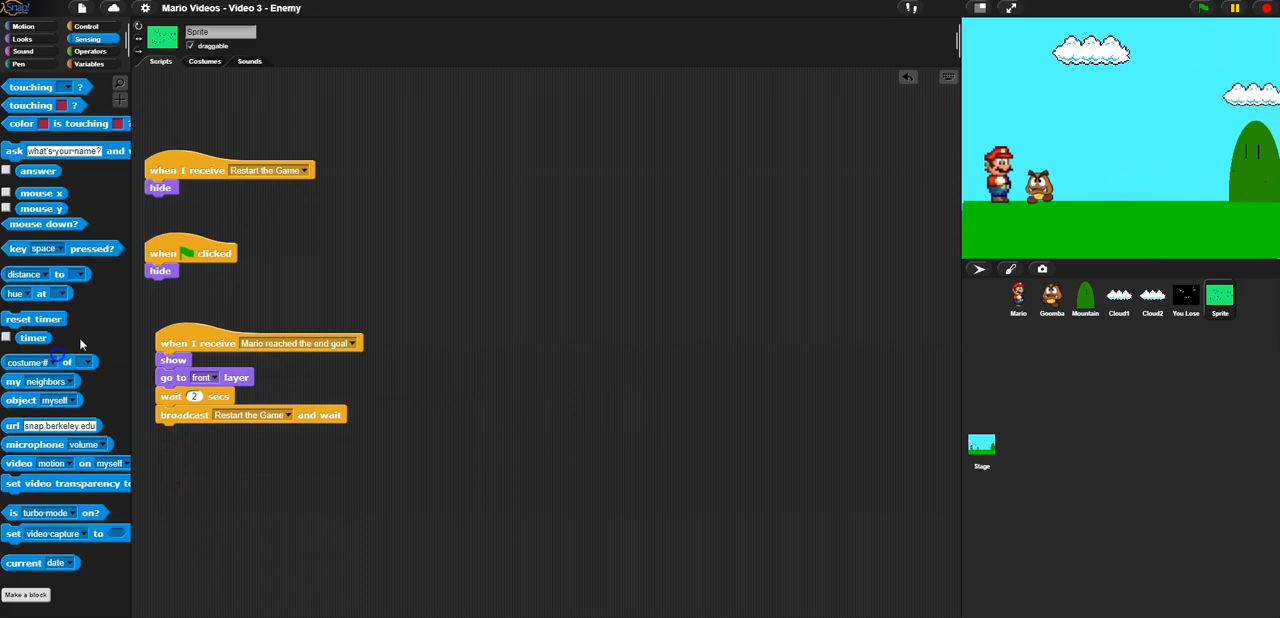 Snap!
Mario Videos - Video 3 - Enemy
Motion
Control
Looks
Sensing
Sound
Operators
Pen
Variables
Sprite
draggable
Scripts
Costumes
Sounds
touching ?
touching ?
color is touching ?
ask what's your name? and
answer
mouse x
mouse y
mouse down?
key space pressed?
distance to
hue at
reset timer
timer
costume # of
my neighbors
object myself
url snap.berkeley.edu
microphone volume
video motion on myself
set video transparency to
is turbo mode on?
set video capture to
current date
Make a block
when I receive Restart the Game
hide
when clicked
hide
when I receive Mario reached the end goal
show
go to front layer
wait 2 secs
broadcast Restart the Game and wait
Mario
Goomba
Mountain
Cloud1
Cloud2
You Lose
Sprite
Stage